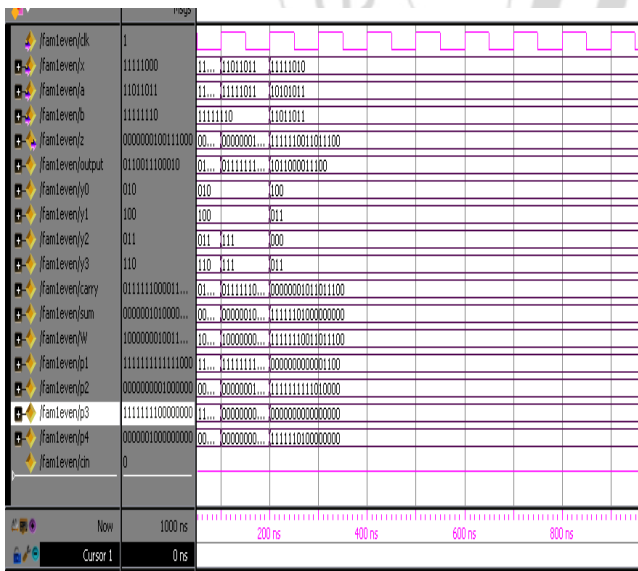 Msgs
/fam1even/clk 1
/fam1even/x 11111000 11... 11011011 11111010
/fam1even/a 11011011 11... 11111011 10101011
/fam1even/b 11111110 11111110 11011011
/fam1even/z 0000000100111000 00... 00000001... 1111110011011100
/fam1even/output 0110011100010 01... 01111111... 1011000011100
/fam1even/y0 010 010 100
/fam1even/y1 100 100 011
/fam1even/y2 011 011 111 000
/fam1even/y3 110 110 111 011
/fam1even/carry 0111111000011... 01... 01111110... 00000001011011100
/fam1even/sum 0000001010000... 00... 00000010... 11111110100000000
/fam1even/W 1000000010011... 10... 10000000... 11111110011011100
/fam1even/p1 1111111111111000 11... 11111111... 0000000000001100
/fam1even/p2 0000000001000000 00... 00000001... 1111111111010000
/fam1even/p3 1111111100000000 11... 00000000... 0000000000000000
/fam1even/p4 0000001000000000 00... 00000000... 1111110100000000
/fam1even/cin 0
Now 1000 ns 200 ns 400 ns 600 ns 800 ns
Cursor 1 0 ns